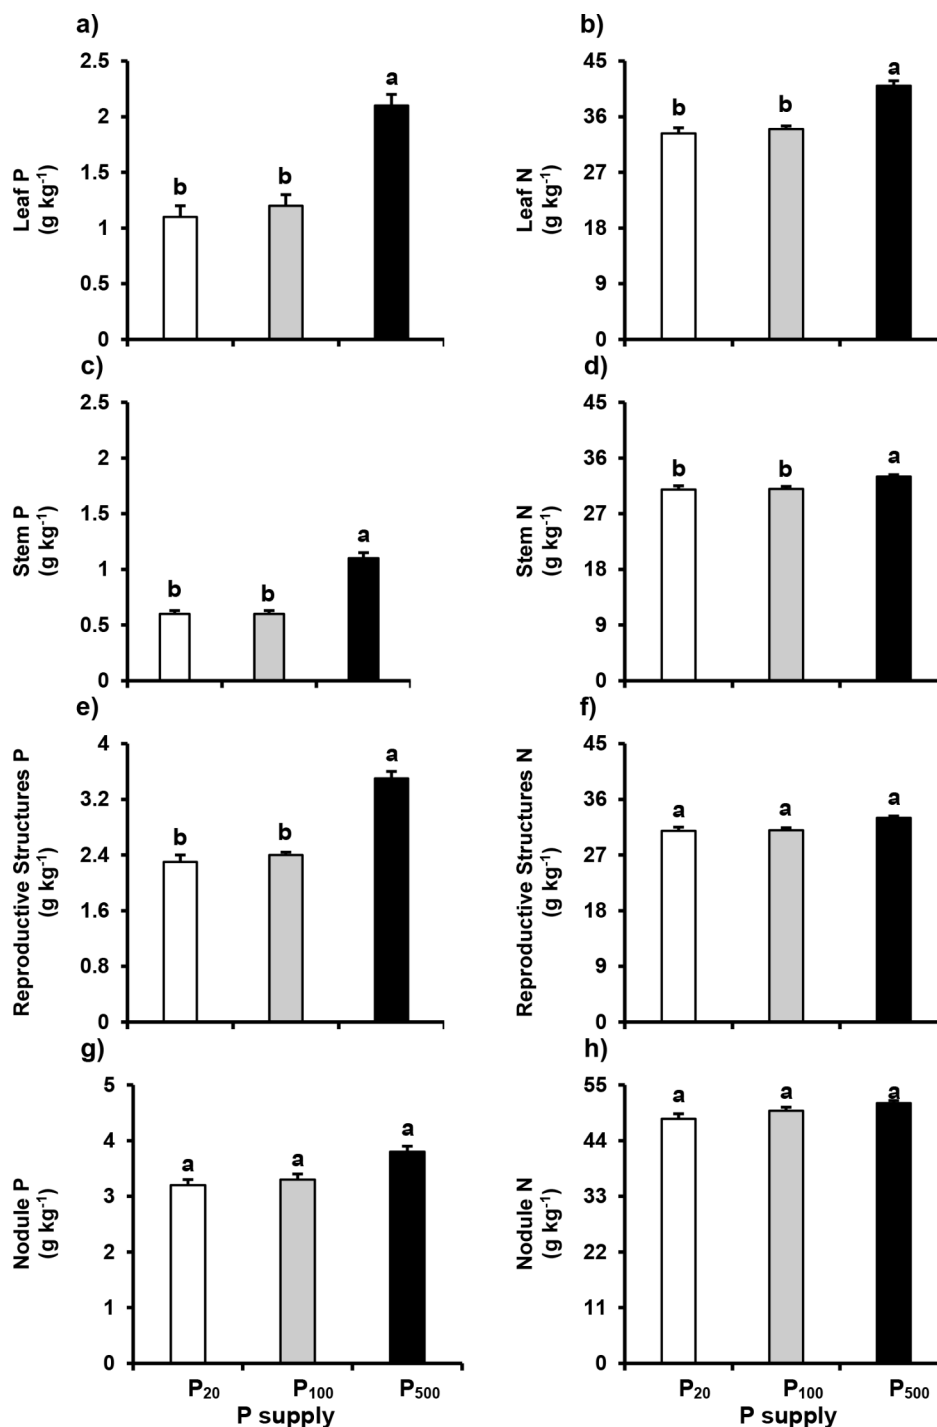 a)
2.5
2
1.5
1
0.5
0
Leaf P
(g kg⁻¹)
b
b
a
b)
45
36
27
18
9
0
Leaf N
(g kg⁻¹)
b
b
a
c)
2.5
2
1.5
1
0.5
0
Stem P
(g kg⁻¹)
b
b
a
d)
45
36
27
18
9
0
Stem N
(g kg⁻¹)
b
b
a
e)
4
3.2
2.4
1.6
0.8
0
Reproductive Structures P
(g kg⁻¹)
b
b
a
f)
45
36
27
18
9
0
Reproductive Structures N
(g kg⁻¹)
a
a
a
g)
5
4
3
2
1
0
Nodule P
(g kg⁻¹)
a
a
a
P₂₀ P₁₀₀ P₅₀₀
P supply
h)
55
44
33
22
11
0
Nodule N
(g kg⁻¹)
a
a
a
P₂₀ P₁₀₀ P₅₀₀
P supply